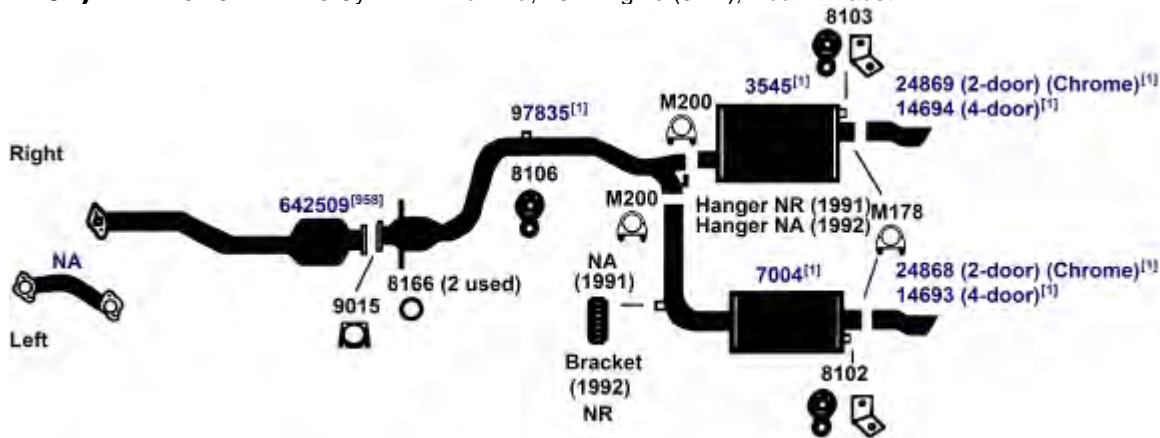 8103
3545[1]
24869 (2-door) (Chrome)[1]
14694 (4-door)[1]
M200
97835[1]
Right
8106
642509[958]
M200
Hanger NR (1991)
Hanger NA (1992)
M178
NA
NA
(1991)
7004[1]
24868 (2-door) (Chrome)[1]
14693 (4-door)[1]
8166 (2 used)
9015
Left
Bracket
(1992)
NR
8102